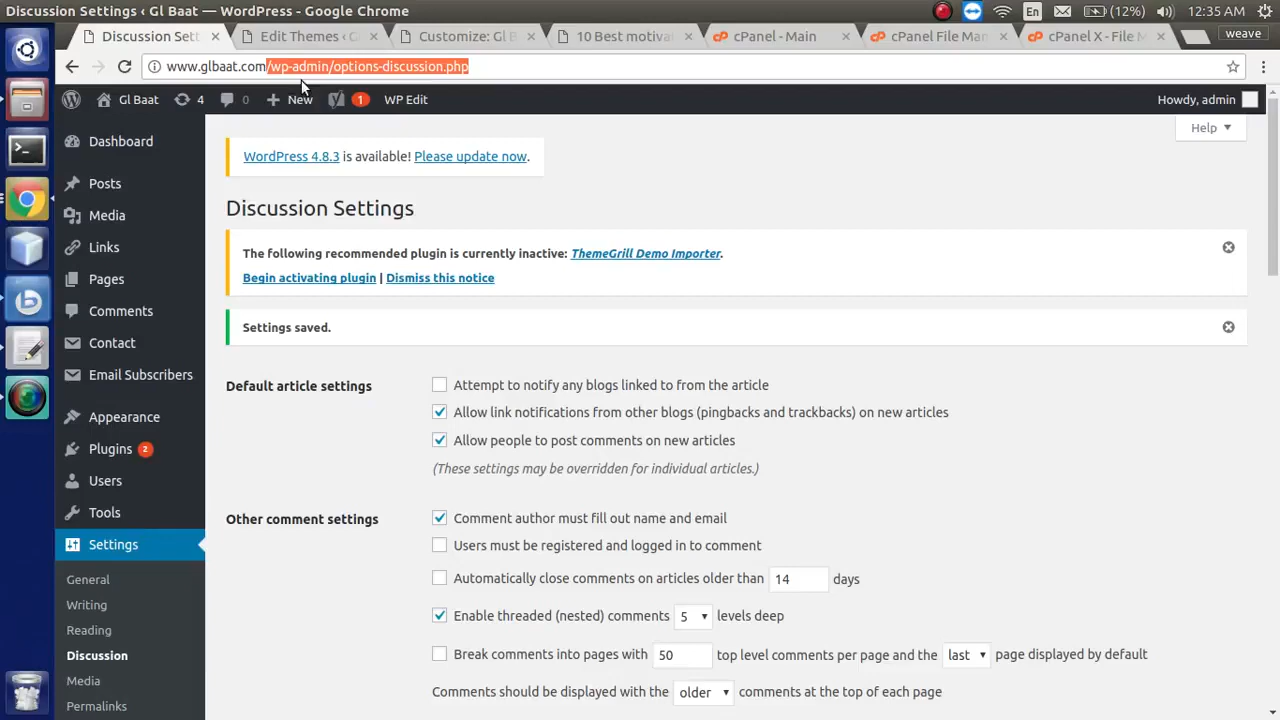 Discussion Settings ‹ Gl Baat — WordPress - Google Chrome
En
(12%)
12:35 AM
Discussion Sett
Edit Themes ‹ G
Customize: Gl B
10 Best motiva
cPanel - Main
cPanel File Man
cPanel X - File M
weave
www.glbaat.com/wp-admin/options-discussion.php
Gl Baat
4
0
New
1
WP Edit
Howdy, admin
Dashboard
Posts
Media
Links
Pages
Comments
Contact
Email Subscribers
Appearance
Plugins 2
Users
Tools
Settings
General
Writing
Reading
Discussion
Media
Permalinks
Help
WordPress 4.8.3 is available! Please update now.
Discussion Settings
The following recommended plugin is currently inactive: ThemeGrill Demo Importer.
Begin activating plugin | Dismiss this notice
Settings saved.
Default article settings
Attempt to notify any blogs linked to from the article
Allow link notifications from other blogs (pingbacks and trackbacks) on new articles
Allow people to post comments on new articles
(These settings may be overridden for individual articles.)
Other comment settings
Comment author must fill out name and email
Users must be registered and logged in to comment
Automatically close comments on articles older than 14 days
Enable threaded (nested) comments 5 levels deep
Break comments into pages with 50 top level comments per page and the last page displayed by default
Comments should be displayed with the older comments at the top of each page